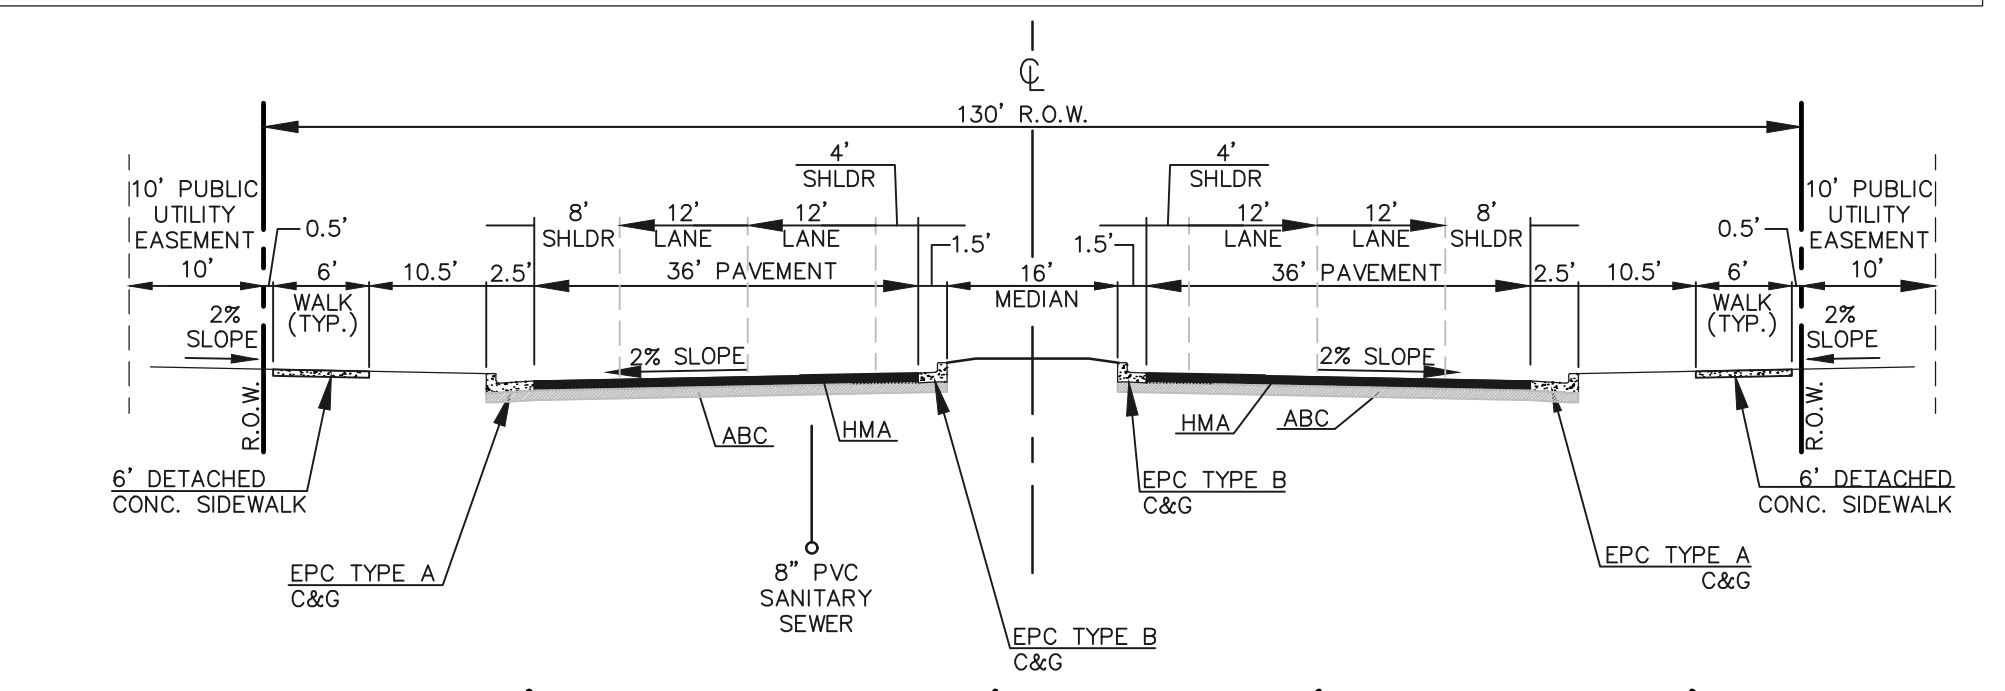 ℄
130' R.O.W.
4'
SHLDR
4'
SHLDR
10' PUBLIC
UTILITY
EASEMENT
10'
0.5'
8'
SHLDR
12'
LANE
12'
LANE
1.5'
1.5'
12'
LANE
12'
LANE
8'
SHLDR
0.5'
10' PUBLIC
UTILITY
EASEMENT
10'
6'
WALK
(TYP.)
10.5'
2.5'
36' PAVEMENT
16'
MEDIAN
36' PAVEMENT
2.5'
10.5'
6'
WALK
(TYP.)
2%
SLOPE
2% SLOPE
2% SLOPE
2%
SLOPE
R.O.W.
R.O.W.
ABC
HMA
HMA
ABC
6' DETACHED
CONC. SIDEWALK
EPC TYPE B
C&G
6' DETACHED
CONC. SIDEWALK
EPC TYPE A
C&G
8" PVC
SANITARY
SEWER
EPC TYPE A
C&G
EPC TYPE B
C&G